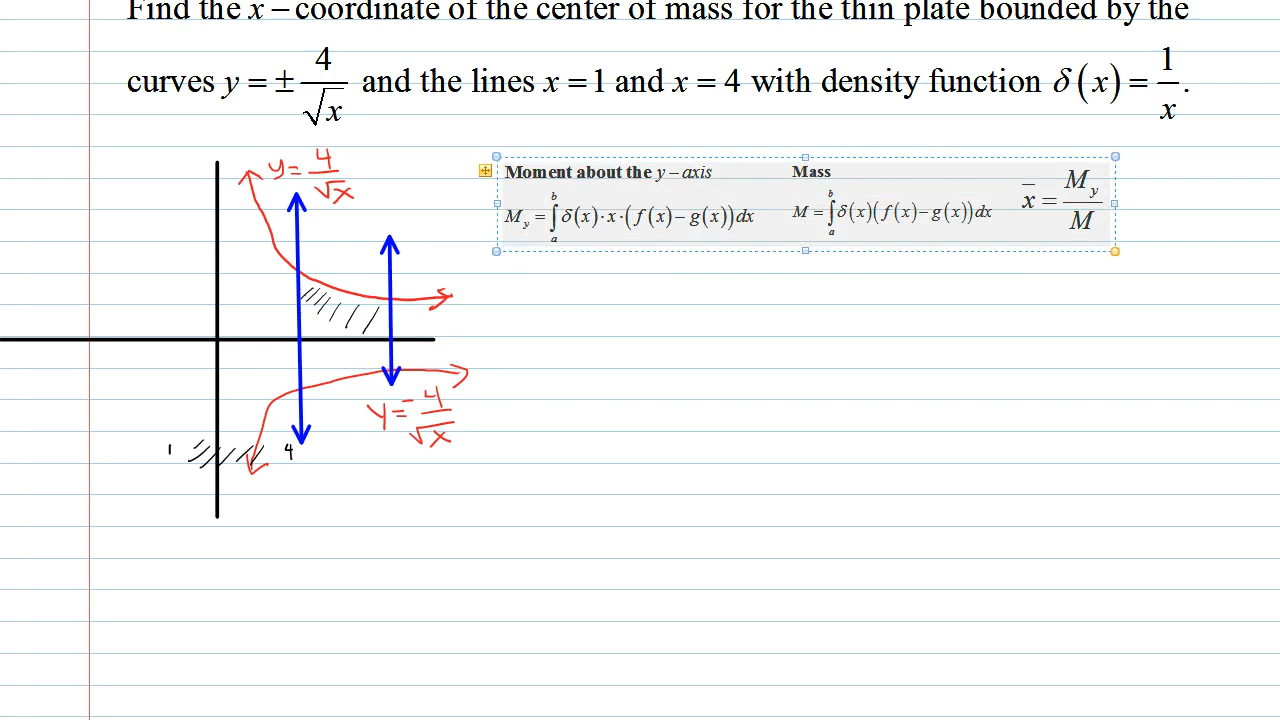 Find the x – coordinate of the center of mass for the thin plate bounded by the
curves y = ± 4/√x and the lines x = 1 and x = 4 with density function δ(x) = 1/x.
y = 4/√x
Moment about the y – axis
Mass
M_y = ∫_a^b δ(x)·x·(f(x) – g(x))dx
M = ∫_a^b δ(x)(f(x) – g(x))dx
x̄ = M_y/M
y = -4/√x
1
4